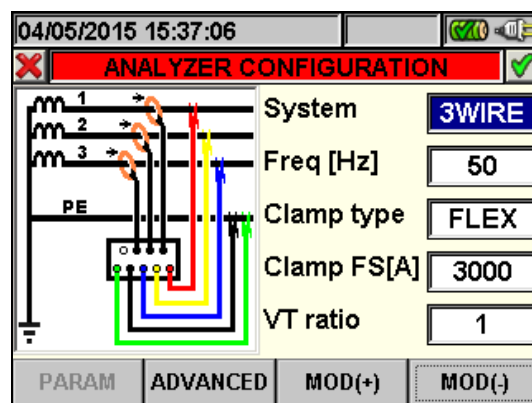 04/05/2015 15:37:06
ANALYZER CONFIGURATION
1
2
3
PE
System 3WIRE
Freq [Hz] 50
Clamp type FLEX
Clamp FS[A] 3000
VT ratio 1
PARAM ADVANCED MOD(+) MOD(-)